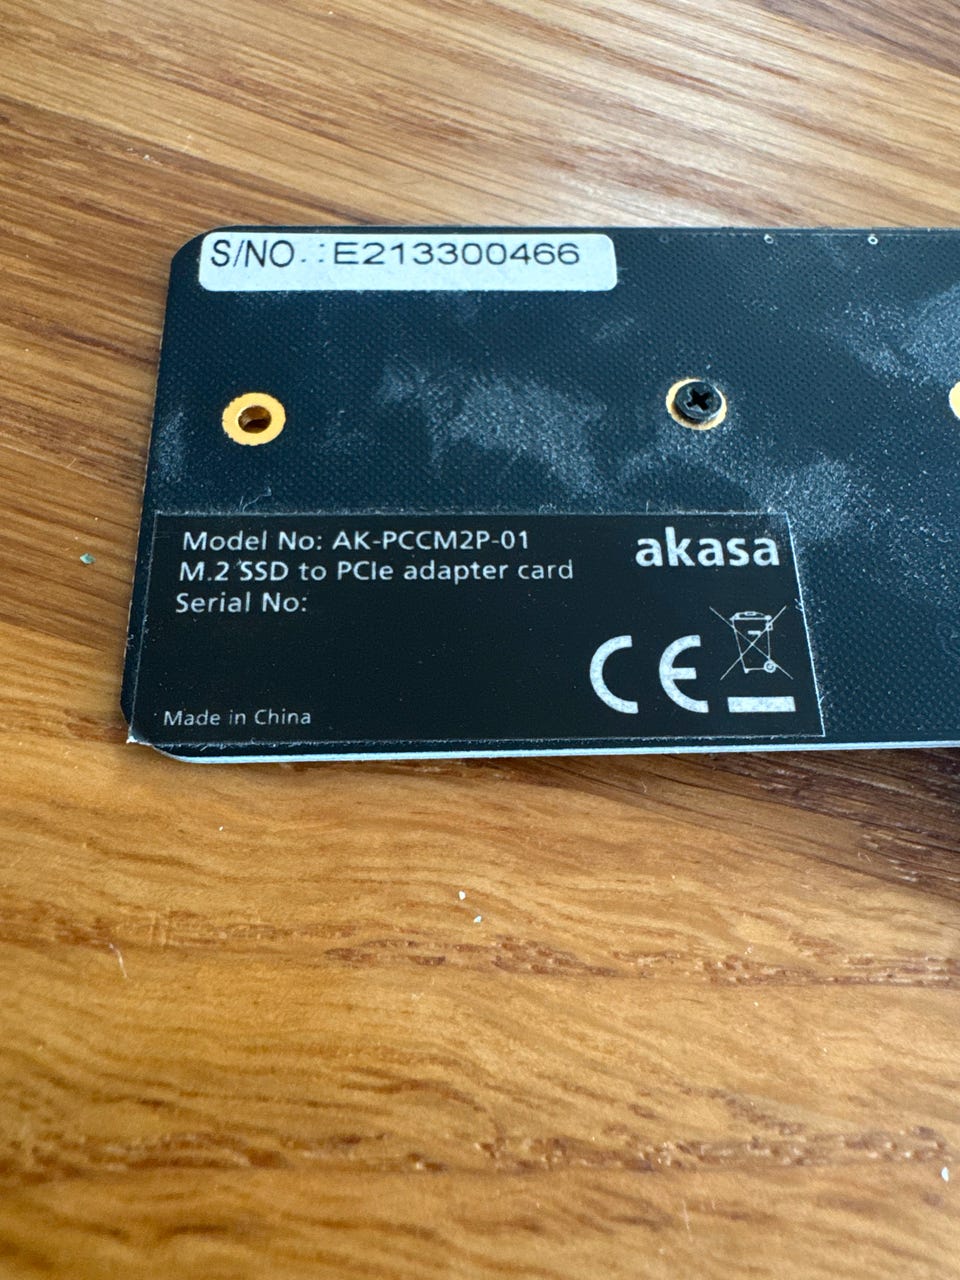 S/NO.:E213300466
Model No: AK-PCCM2P-01
akasa
M.2 SSD to PCIe adapter card
Serial No:
CE
Made in China